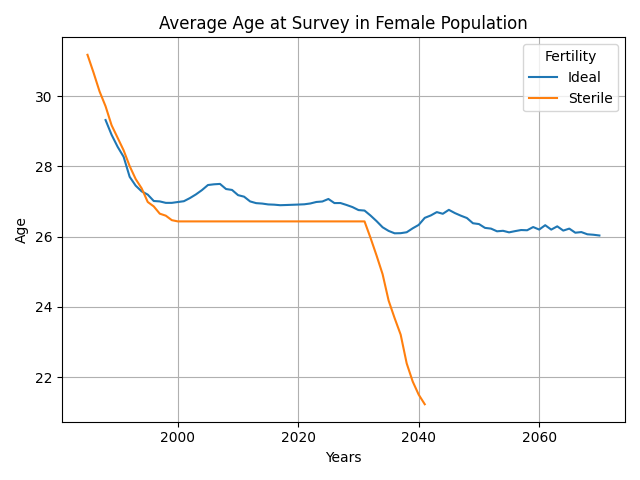 Average Age at Survey in Female Population
Fertility
Ideal
Sterile
Age
30
28
26
24
22
2000
2020
2040
2060
Years